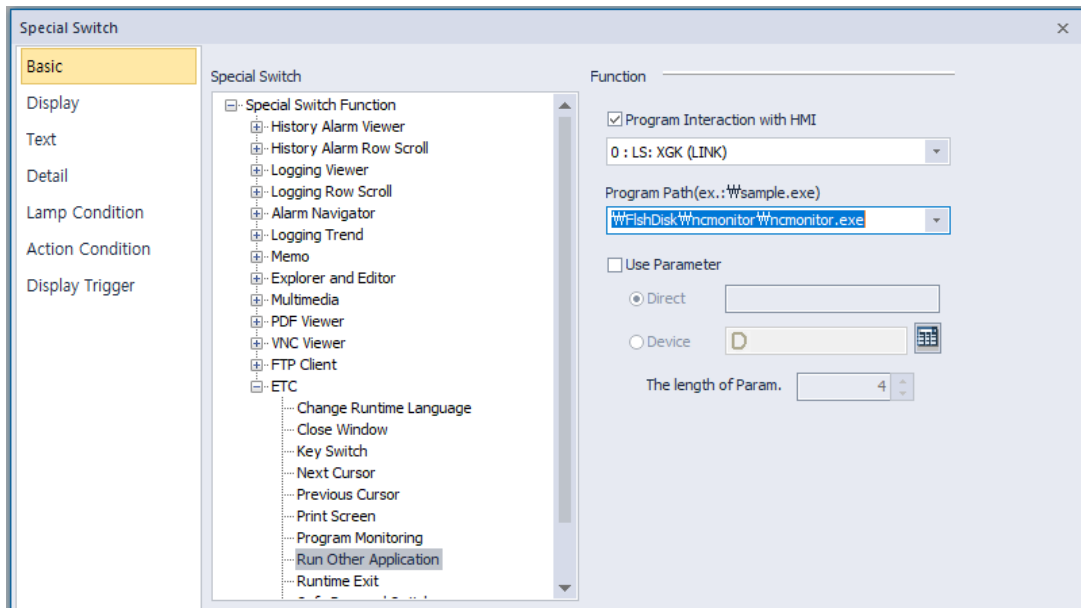 Special Switch
Basic
Display
Text
Detail
Lamp Condition
Action Condition
Display Trigger
Special Switch
Special Switch Function
History Alarm Viewer
History Alarm Row Scroll
Logging Viewer
Logging Row Scroll
Alarm Navigator
Logging Trend
Memo
Explorer and Editor
Multimedia
PDF Viewer
VNC Viewer
FTP Client
ETC
Change Runtime Language
Close Window
Key Switch
Next Cursor
Previous Cursor
Print Screen
Program Monitoring
Run Other Application
Runtime Exit
Function
Program Interaction with HMI
0 : LS: XGK (LINK)
Program Path(ex.:₩sample.exe)
₩FlshDisk₩ncmonitor₩ncmonitor.exe
Use Parameter
Direct
Device
D
The length of Param.
4